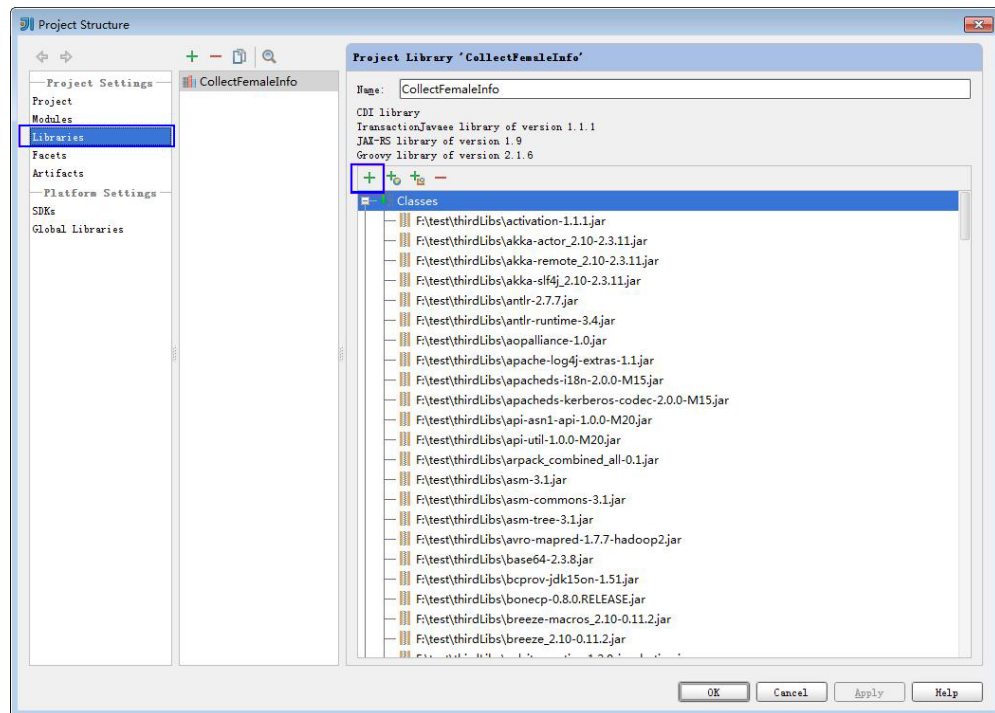 Project Structure
Project Settings
Project
Modules
Libraries
Facets
Artifacts
Platform Settings
SDKs
Global Libraries
CollectFemaleInfo
Project Library 'CollectFemaleInfo'
Name: CollectFemaleInfo
CDI library
TransactionJavaee library of version 1.1.1
JAX-RS library of version 1.9
Groovy library of version 2.1.6
Classes
F:\test\thirdLibs\activation-1.1.1.jar
F:\test\thirdLibs\akka-actor_2.10-2.3.11.jar
F:\test\thirdLibs\akka-remote_2.10-2.3.11.jar
F:\test\thirdLibs\akka-slf4j_2.10-2.3.11.jar
F:\test\thirdLibs\antlr-2.7.7.jar
F:\test\thirdLibs\antlr-runtime-3.4.jar
F:\test\thirdLibs\aopalliance-1.0.jar
F:\test\thirdLibs\apache-log4j-extras-1.1.jar
F:\test\thirdLibs\apacheds-i18n-2.0.0-M15.jar
F:\test\thirdLibs\apacheds-kerberos-codec-2.0.0-M15.jar
F:\test\thirdLibs\api-asn1-api-1.0.0-M20.jar
F:\test\thirdLibs\api-util-1.0.0-M20.jar
F:\test\thirdLibs\arpack_combined_all-0.1.jar
F:\test\thirdLibs\asm-3.1.jar
F:\test\thirdLibs\asm-commons-3.1.jar
F:\test\thirdLibs\asm-tree-3.1.jar
F:\test\thirdLibs\avro-mapred-1.7.7-hadoop2.jar
F:\test\thirdLibs\base64-2.3.8.jar
F:\test\thirdLibs\bcprov-jdk15on-1.51.jar
F:\test\thirdLibs\bonecp-0.8.0.RELEASE.jar
F:\test\thirdLibs\breeze-macros_2.10-0.11.2.jar
F:\test\thirdLibs\breeze_2.10-0.11.2.jar
OK Cancel Apply Help